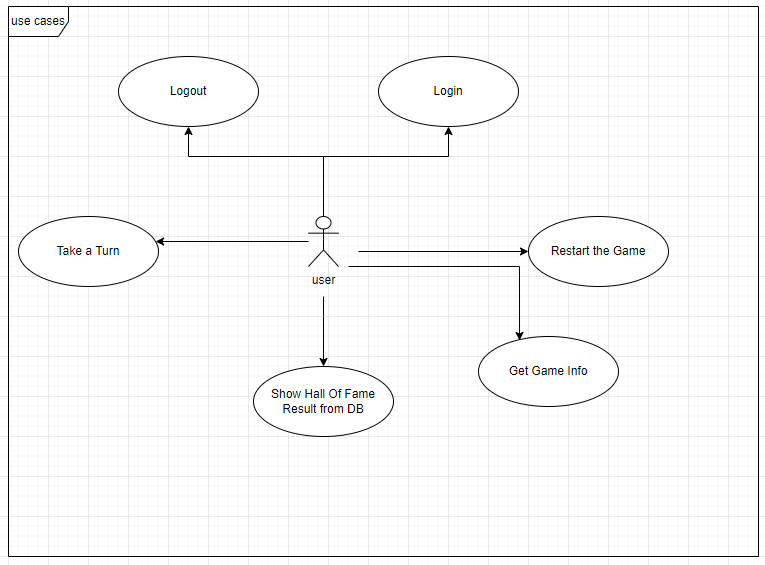 use cases
Logout
Login
Take a Turn
Restart the Game
user
Get Game Info
Show Hall Of Fame
Result from DB